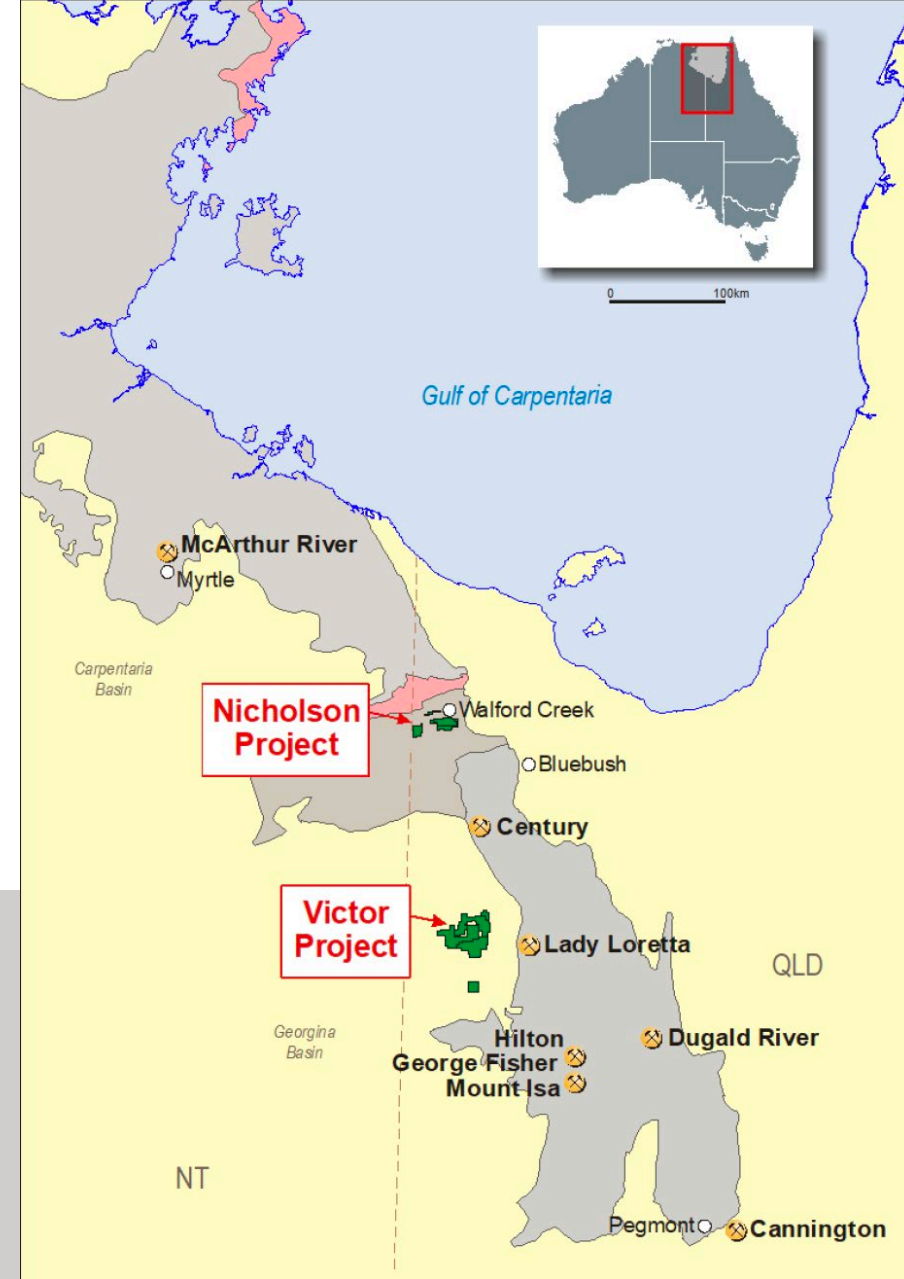 0 100km
Gulf of Carpentaria
McArthur River
Myrtle
Carpentaria
Basin
Nicholson
Project
Walford Creek
Bluebush
Century
Victor
Project
Lady Loretta
QLD
Georgina
Basin
Hilton
George Fisher
Mount Isa
Dugald River
NT
Pegmont
Cannington